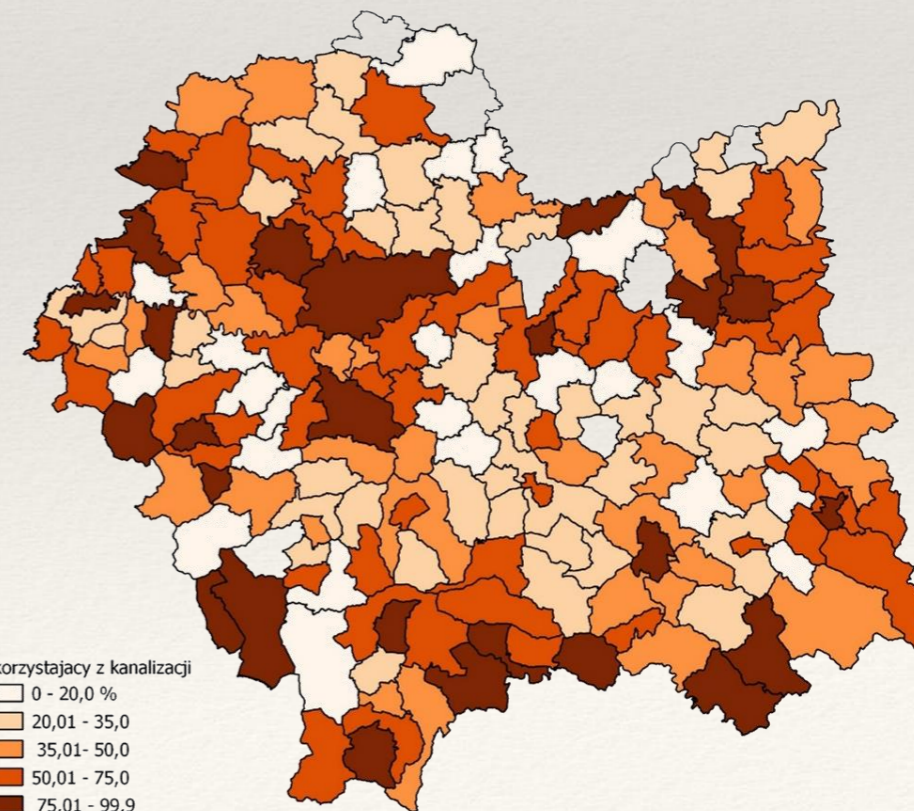 korzystajacy z kanalizacji
0 - 20,0 %
20,01 - 35,0
35,01- 50,0
50,01 - 75,0
75,01 - 99,9